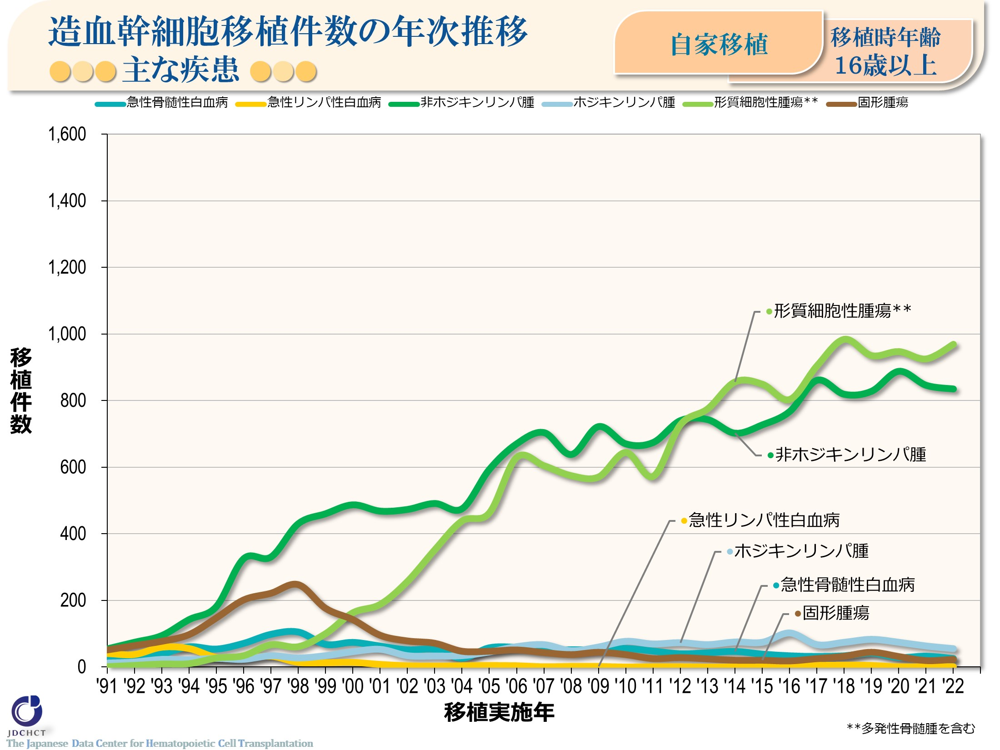 造血幹細胞移植件数の年次推移
主な疾患
自家移植
移植時年齢
16歳以上
急性骨髄性白血病 急性リンパ性白血病 非ホジキンリンパ腫 ホジキンリンパ腫 形質細胞性腫瘍** 固形腫瘍
1,600
1,400
1,200
1,000
800
600
400
200
0
移植件数
形質細胞性腫瘍**
非ホジキンリンパ腫
急性リンパ性白血病
ホジキンリンパ腫
急性骨髄性白血病
固形腫瘍
'91 '92 '93 '94 '95 '96 '97 '98 '99 '00 '01 '02 '03 '04 '05 '06 '07 '08 '09 '10 '11 '12 '13 '14 '15 '16 '17 '18 '19 '20 '21 '22
移植実施年
**多発性骨髄腫を含む
JDCHCT
The Japanese Data Center for Hematopoietic Cell Transplantation